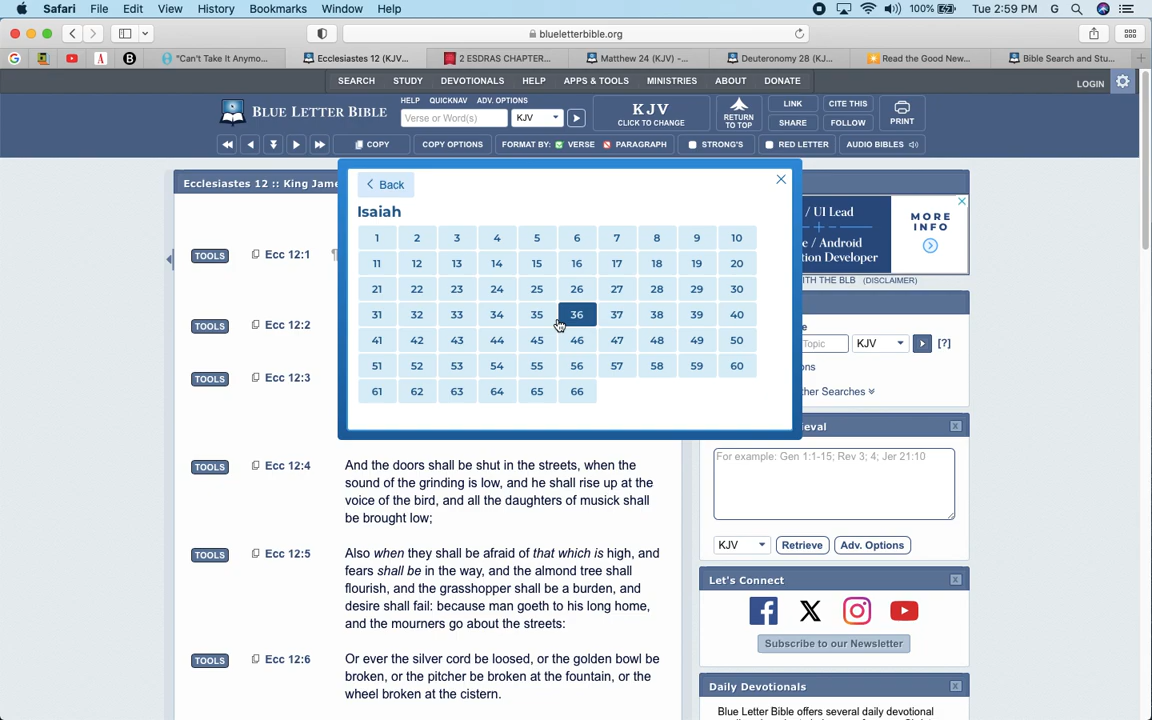 Safari File Edit View History Bookmarks Window Help 100% Tue 2:59 PM G
blueletterbible.org
"Can't Take It Anymo... Ecclesiastes 12 (KJV... 2 ESDRAS CHAPTER... Matthew 24 (KJV) -... Deuteronomy 28 (KJ... Read the Good New... Bible Search and Stu...
SEARCH STUDY DEVOTIONALS HELP APPS & TOOLS MINISTRIES ABOUT DONATE LOGIN
BLUE LETTER BIBLE
HELP QUICKNAV ADV. OPTIONS
Verse or Word(s) KJV
KJV
CLICK TO CHANGE
RETURN
TO TOP
LINK CITE THIS
SHARE FOLLOW
PRINT
COPY COPY OPTIONS FORMAT BY: VERSE PARAGRAPH STRONG'S RED LETTER AUDIO BIBLES
Ecclesiastes 12 :: King Jame
Back
Isaiah
1 2 3 4 5 6 7 8 9 10
11 12 13 14 15 16 17 18 19 20
21 22 23 24 25 26 27 28 29 30
31 32 33 34 35 36 37 38 39 40
41 42 43 44 45 46 47 48 49 50
51 52 53 54 55 56 57 58 59 60
61 62 63 64 65 66
TOOLS Ecc 12:1 ¶
TOOLS Ecc 12:2
TOOLS Ecc 12:3
TOOLS Ecc 12:4 And the doors shall be shut in the streets, when the
sound of the grinding is low, and he shall rise up at the
voice of the bird, and all the daughters of musick shall
be brought low;
TOOLS Ecc 12:5 Also when they shall be afraid of that which is high, and
fears shall be in the way, and the almond tree shall
flourish, and the grasshopper shall be a burden, and
desire shall fail: because man goeth to his long home,
and the mourners go about the streets:
TOOLS Ecc 12:6 Or ever the silver cord be loosed, or the golden bowl be
broken, or the pitcher be broken at the fountain, or the
wheel broken at the cistern.
/ UI Lead
/ Android
tion Developer
MORE
INFO
ITH THE BLB (DISCLAIMER)
Topic KJV [?]
ons
her Searches
eval
For example: Gen 1:1-15; Rev 3; 4; Jer 21:10
KJV Retrieve Adv. Options
Let's Connect
Subscribe to our Newsletter
Daily Devotionals
Blue Letter Bible offers several daily devotional